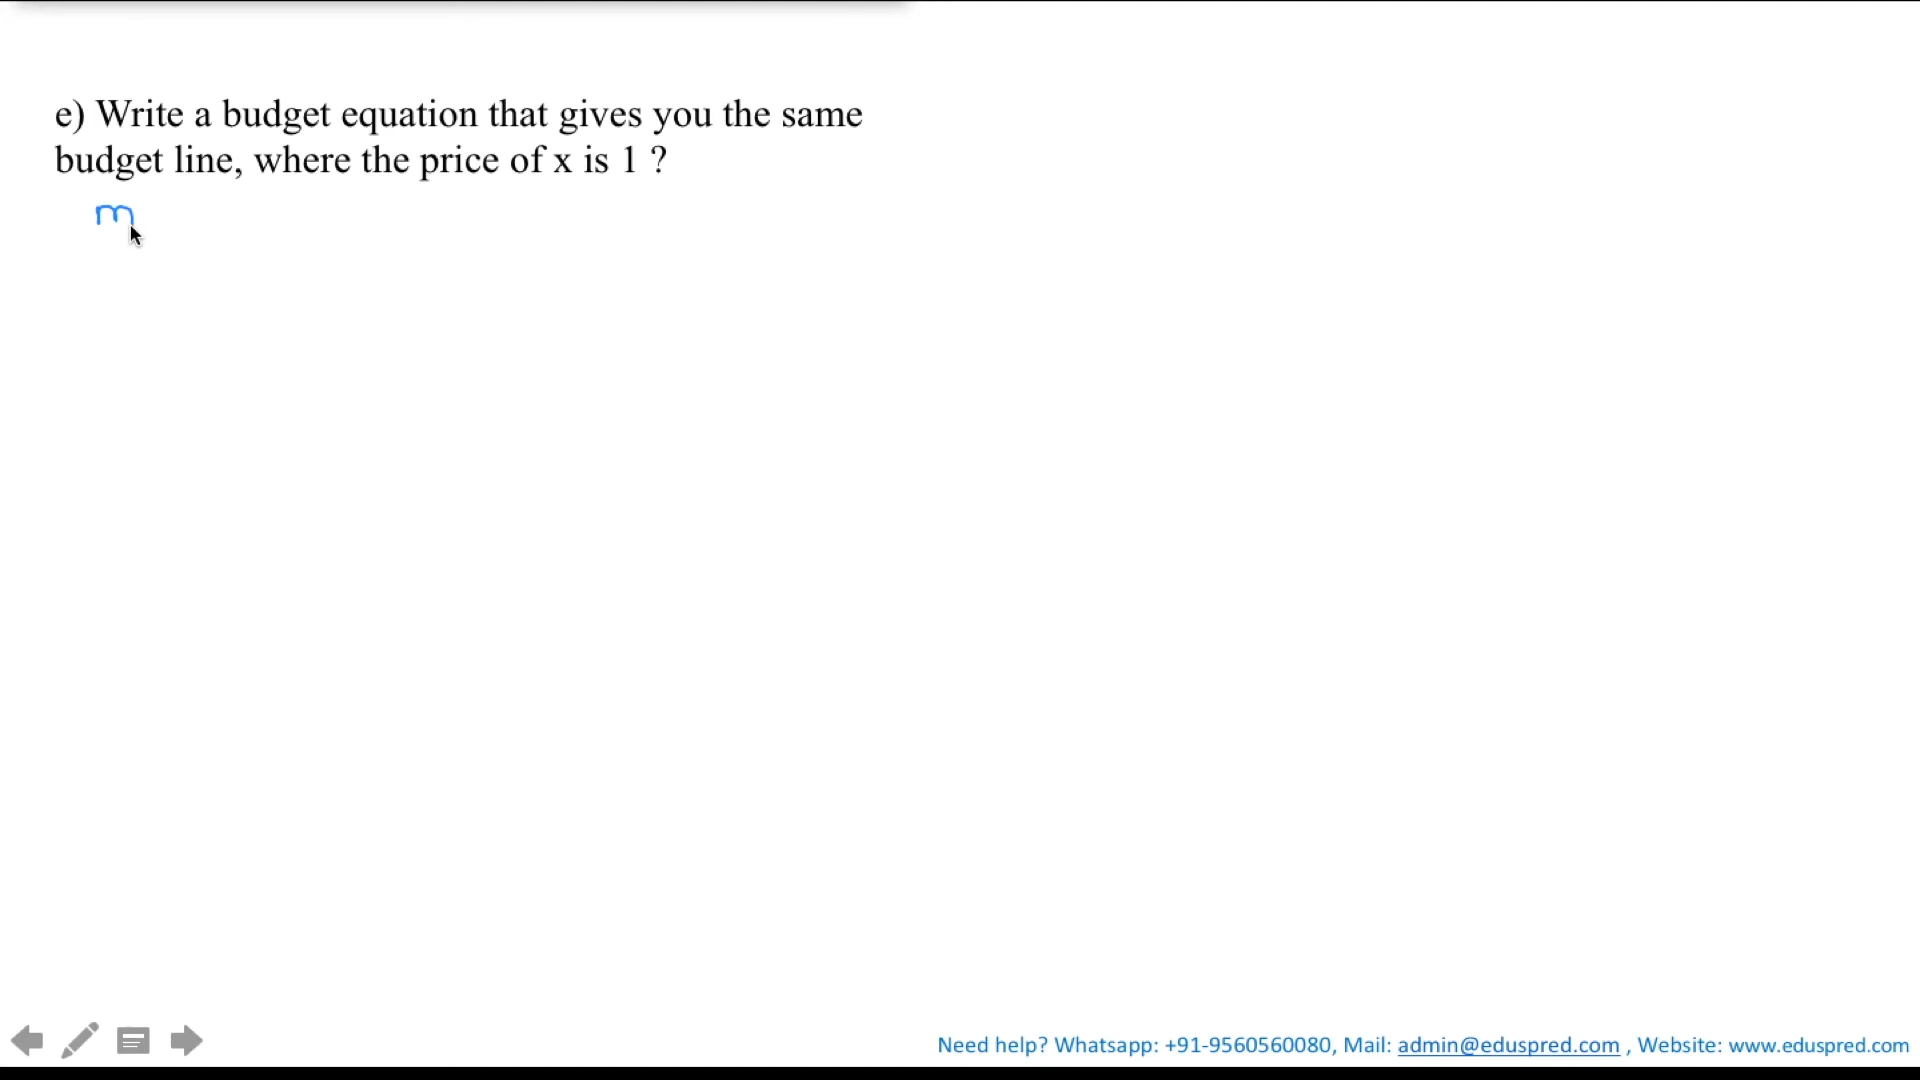 e) Write a budget equation that gives you the same
budget line, where the price of x is 1 ?
m
Need help? Whatsapp: +91-9560560080, Mail: admin@eduspred.com , Website: www.eduspred.com